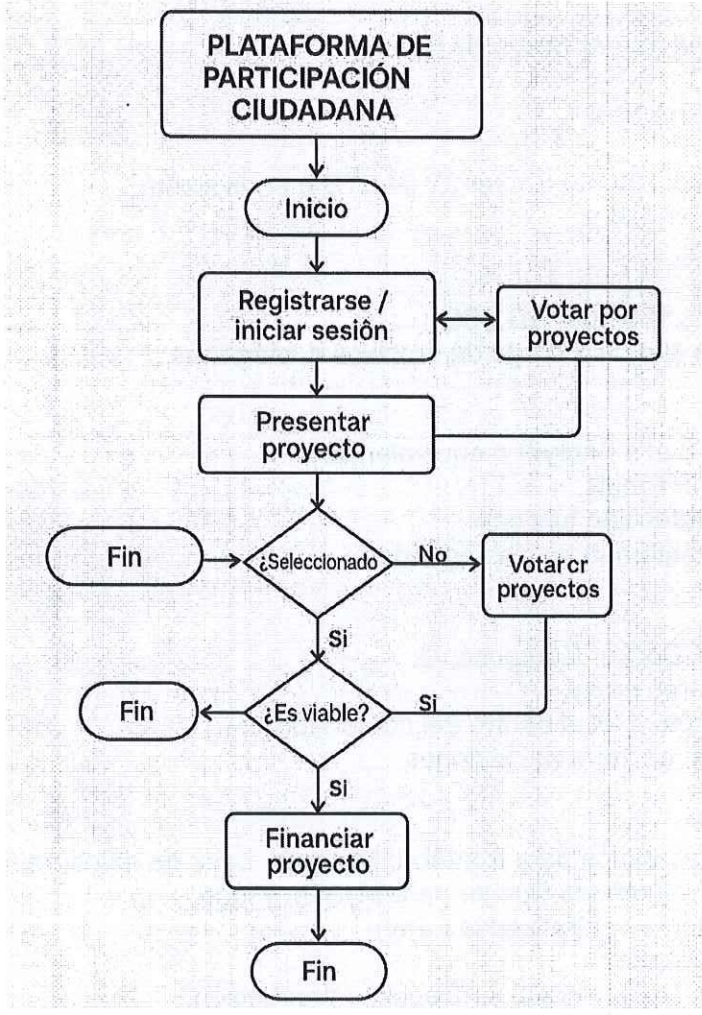 PLATAFORMA DE
PARTICIPACIÓN
CIUDADANA
Inicio
Registrarse /
iniciar sesiôn
Votar por
proyectos
Presentar
proyecto
Fin
¿Seleccionado
No
Votar cr
proyectos
Si
Fin
¿Es viable?
Si
Si
Financiar
proyecto
Fin